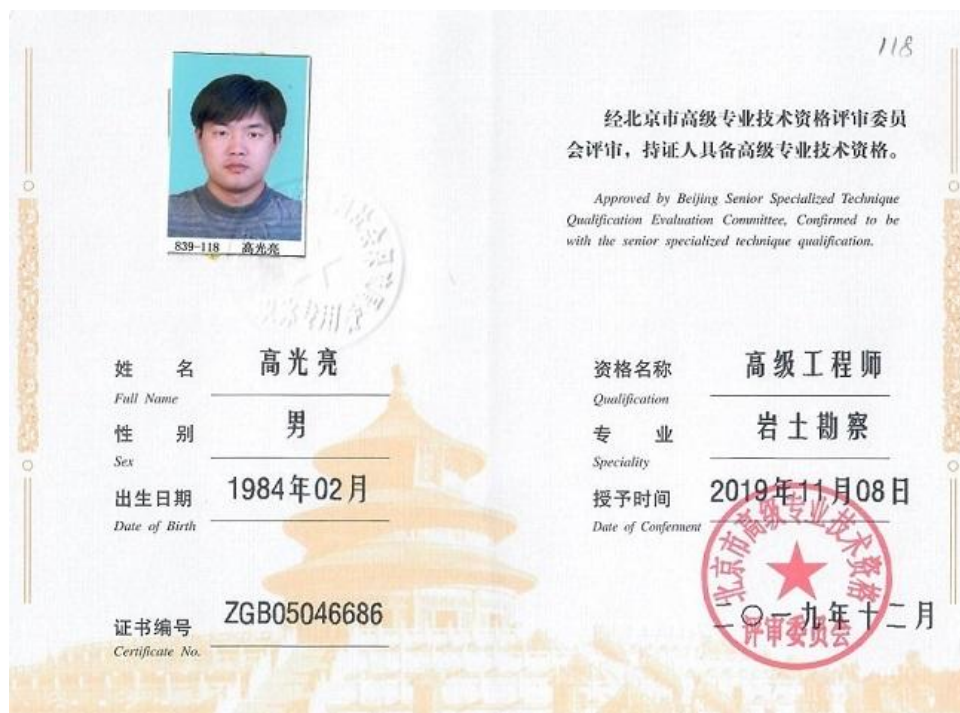 118
839-118 高光亮
经北京市高级专业技术资格评审委员
会评审，持证人具备高级专业技术资格。
Approved by Beijing Senior Specialized Technique
Qualification Evaluation Committee, Confirmed to be
with the senior specialized technique qualification.
姓 名 高光亮
Full Name
性 别 男
Sex
出生日期 1984年02月
Date of Birth
证书编号 ZGB05046686
Certificate No.
资格名称 高级工程师
Qualification
专 业 岩土勘察
Speciality
授予时间 2019年11月08日
Date of Conferment
北京市高级专业技术资格
评审委员会
二〇一九年十二月